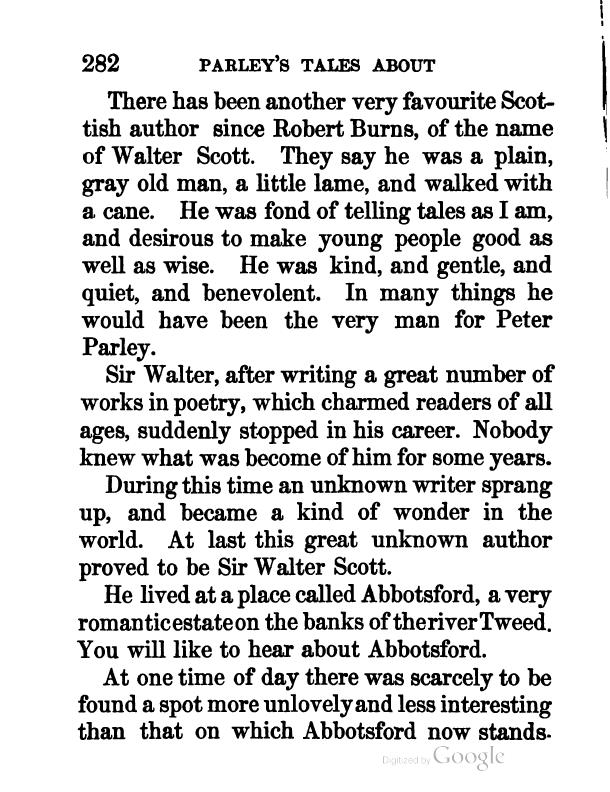 282 PARLEY'S TALES ABOUT
There has been another very favourite Scot-
tish author since Robert Burns, of the name
of Walter Scott. They say he was a plain,
gray old man, a little lame, and walked with
a cane. He was fond of telling tales as I am,
and desirous to make young people good as
well as wise. He was kind, and gentle, and
quiet, and benevolent. In many things he
would have been the very man for Peter
Parley.
Sir Walter, after writing a great number of
works in poetry, which charmed readers of all
ages, suddenly stopped in his career. Nobody
knew what was become of him for some years.
During this time an unknown writer sprang
up, and became a kind of wonder in the
world. At last this great unknown author
proved to be Sir Walter Scott.
He lived at a place called Abbotsford, a very
romantic estate on the banks of the river Tweed.
You will like to hear about Abbotsford.
At one time of day there was scarcely to be
found a spot more unlovely and less interesting
than that on which Abbotsford now stands.
Digitized by Google